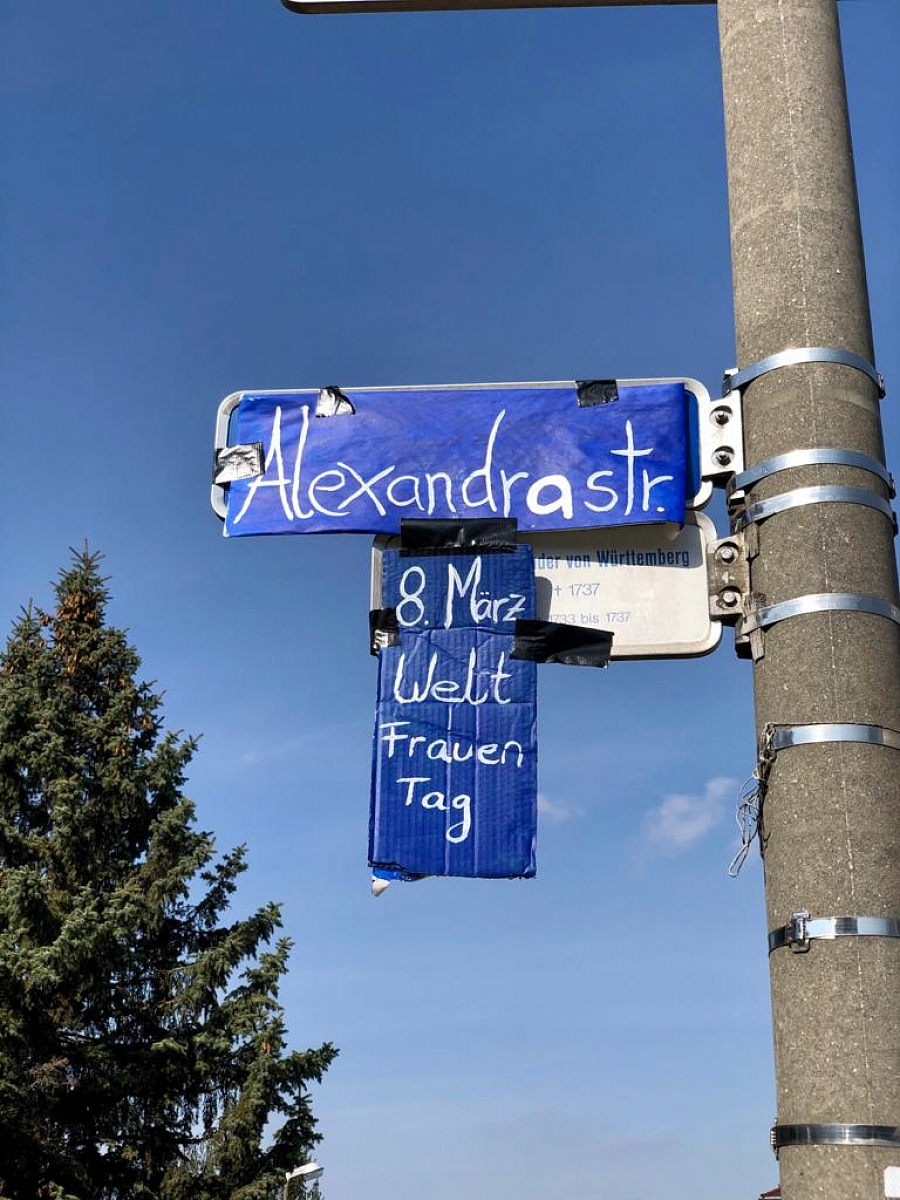 Alexandrastr.
8. März
Welt
Frauen
Tag
der von Württemberg
† 1737
1733 bis 1737